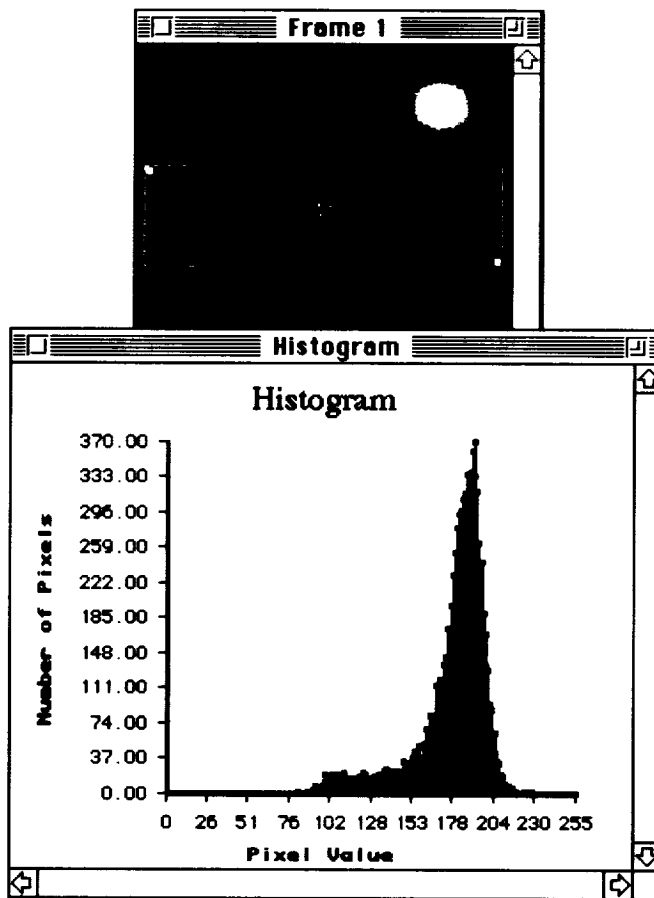 Frame 1
Histogram
Histogram
370.00
333.00
296.00
259.00
222.00
185.00
148.00
111.00
74.00
37.00
0.00
Number of Pixels
0 26 51 76 102 128 153 178 204 230 255
Pixel Value